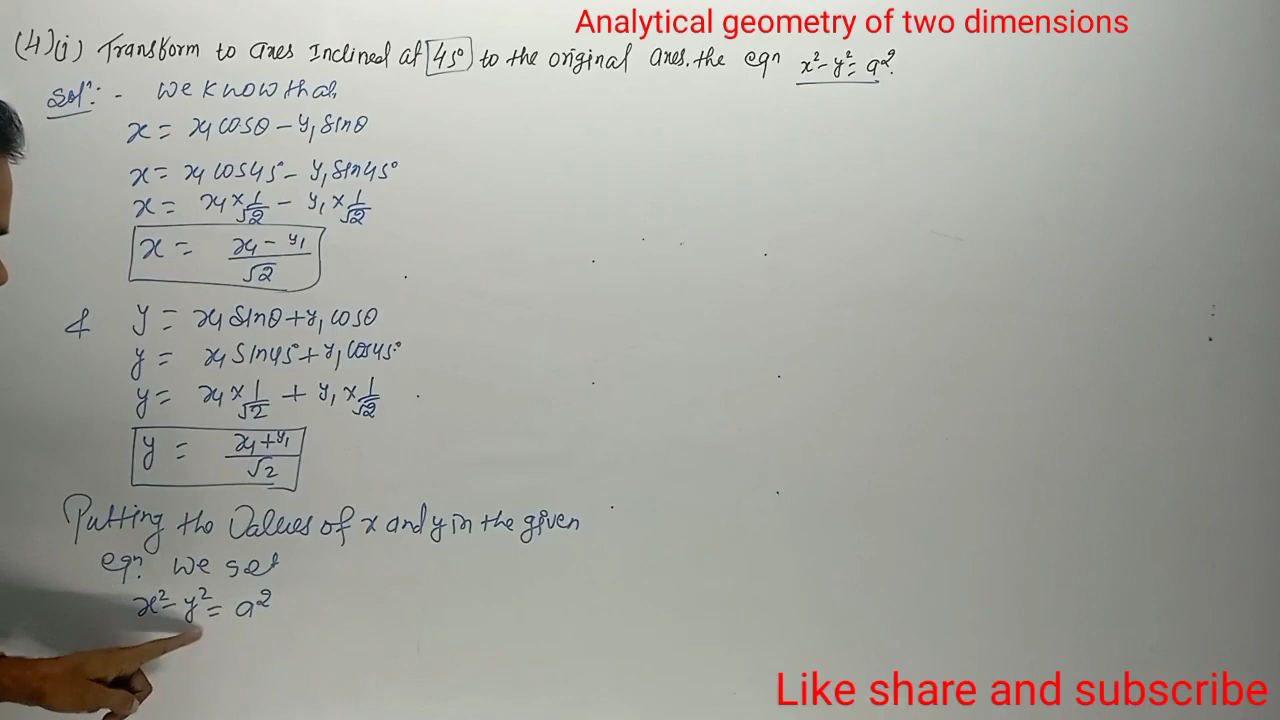 Analytical geometry of two dimensions
(4)(j) Transform to axes Inclined at 45° to the original axes. the eqn x² - y² = a².
Solⁿ: - we know that
x = x₁ cosθ - y₁ sinθ
x = x₁ cos45° - y₁ sin45°
x = x₁ × 1/√2 - y₁ × 1/√2
x = x₁ - y₁/√2
& y = x₁ sinθ + y₁ cosθ
y = x₁ sin45° + y₁ cos45°
y = x₁ × 1/√2 + y₁ × 1/√2
y = x₁ + y₁/√2
Putting the values of x and y in the given
eqn. we get
x² - y² = a²
Like share and subscribe